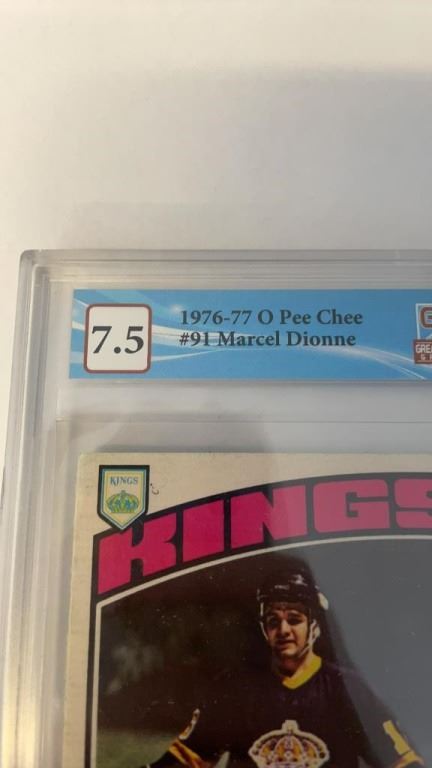 7.5
1976-77 O Pee Chee
#91 Marcel Dionne
KINGS
KINGS